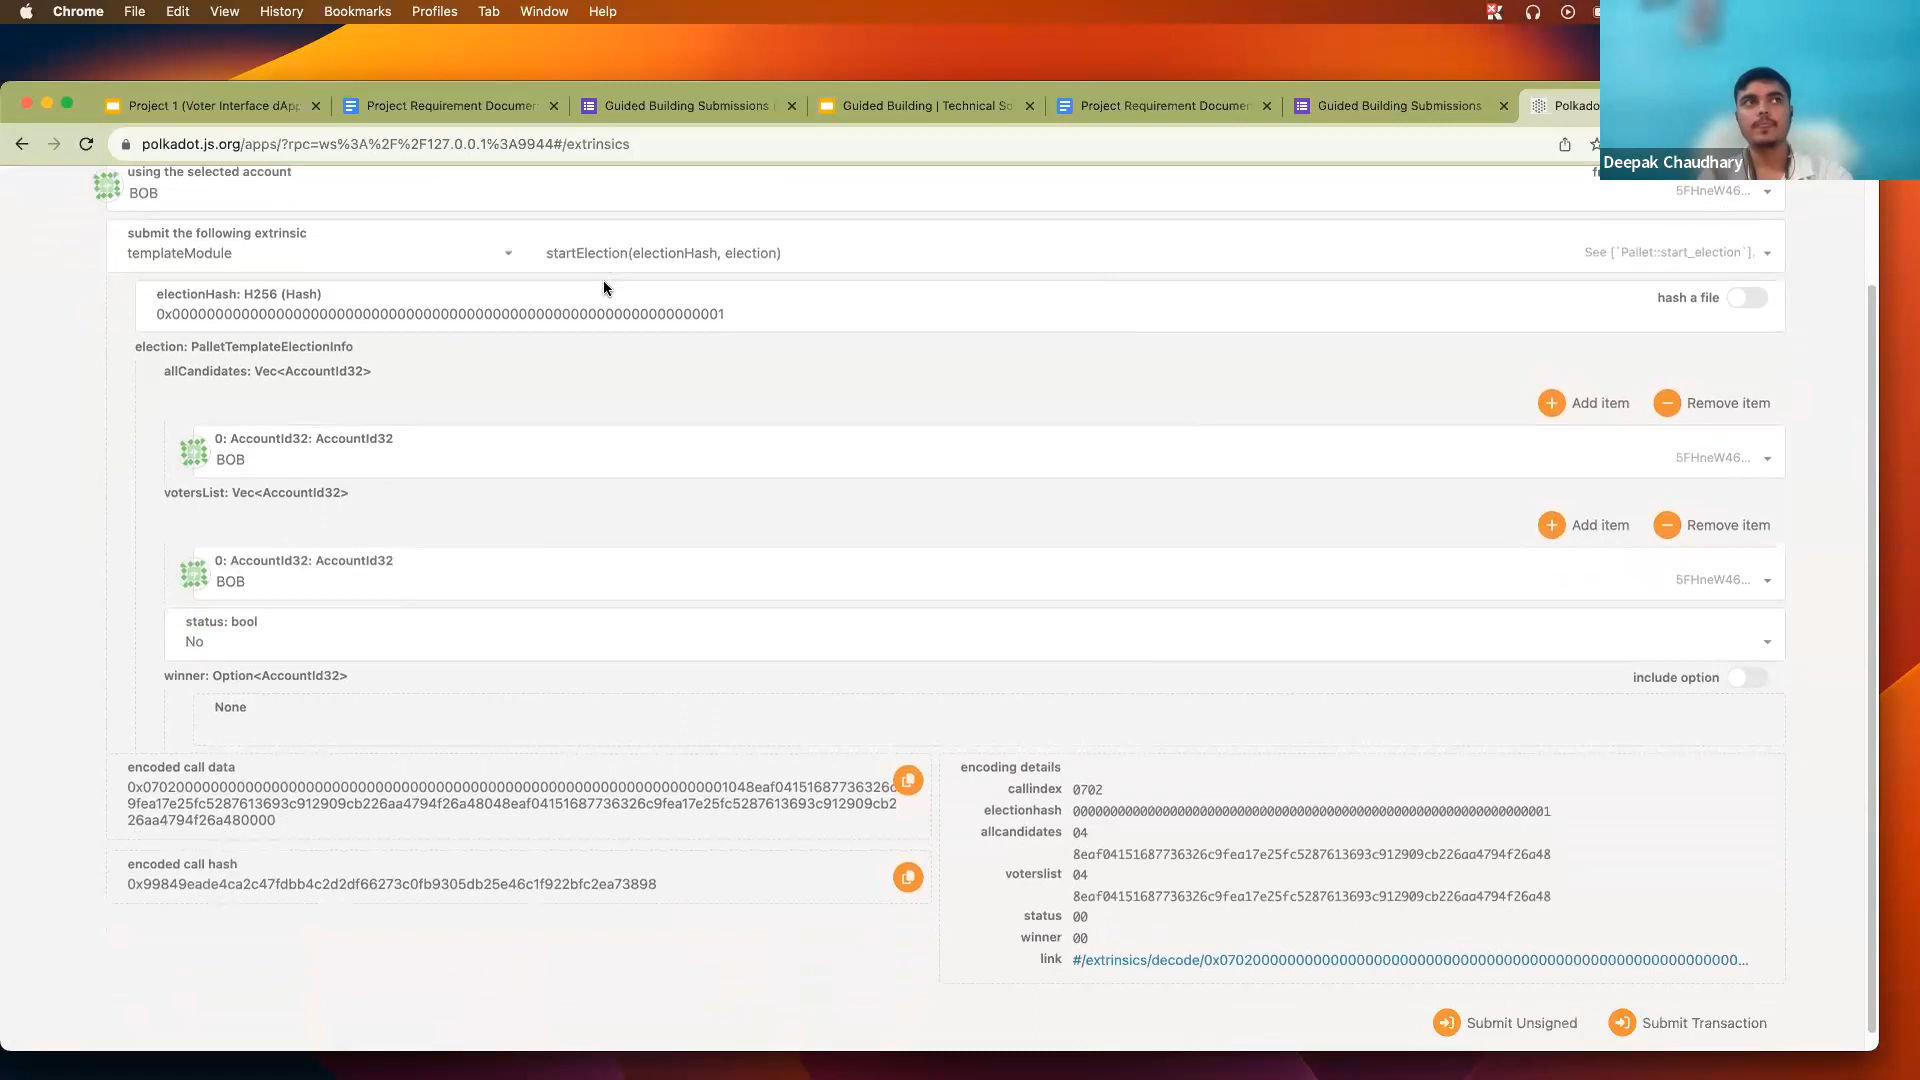 Chrome File Edit View History Bookmarks Profiles Tab Window Help
Project 1 (Voter Interface dApp
Project Requirement Documen
Guided Building Submissions
Guided Building | Technical So
Project Requirement Documen
Guided Building Submissions
Polkado
polkadot.js.org/apps/?rpc=ws%3A%2F%2F127.0.0.1%3A9944#/extrinsics
Deepak Chaudhary
using the selected account
BOB
5FHneW46...
submit the following extrinsic
templateModule
startElection(electionHash, election)
See [`Pallet::start_election`].
electionHash: H256 (Hash)
0x0000000000000000000000000000000000000000000000000000000000000001
hash a file
election: PalletTemplateElectionInfo
allCandidates: Vec<AccountId32>
Add item
Remove item
0: AccountId32: AccountId32
BOB
5FHneW46...
votersList: Vec<AccountId32>
Add item
Remove item
0: AccountId32: AccountId32
BOB
5FHneW46...
status: bool
No
winner: Option<AccountId32>
include option
None
encoded call data
0x07020000000000000000000000000000000000000000000000000000000000000001048eaf04151687736326c
9fea17e25fc5287613693c912909cb226aa4794f26a48048eaf04151687736326c9fea17e25fc5287613693c912909cb2
26aa4794f26a480000
encoded call hash
0x99849eade4ca2c47fdbb4c2d2df66273c0fb9305db25e46c1f922bfc2ea73898
encoding details
callindex 0702
electionhash 0000000000000000000000000000000000000000000000000000000000000001
allcandidates 04
8eaf04151687736326c9fea17e25fc5287613693c912909cb226aa4794f26a48
voterslist 04
8eaf04151687736326c9fea17e25fc5287613693c912909cb226aa4794f26a48
status 00
winner 00
link #/extrinsics/decode/0x07020000000000000000000000000000000000000000000000000000000000...
Submit Unsigned
Submit Transaction